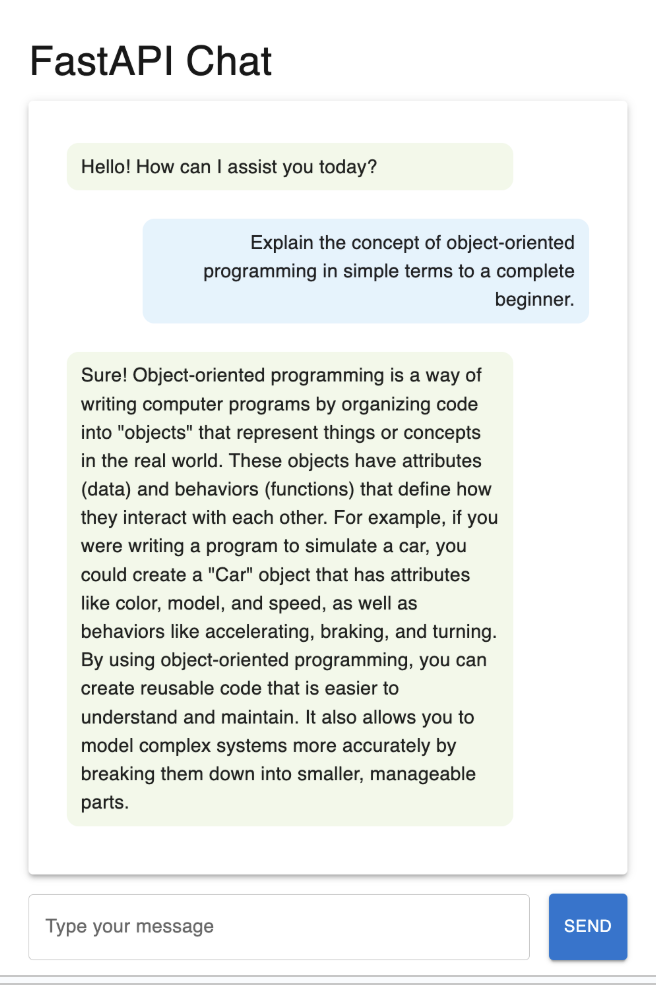 FastAPI Chat
Hello! How can I assist you today?
Explain the concept of object-oriented
programming in simple terms to a complete
beginner.
Sure! Object-oriented programming is a way of
writing computer programs by organizing code
into "objects" that represent things or concepts
in the real world. These objects have attributes
(data) and behaviors (functions) that define how
they interact with each other. For example, if you
were writing a program to simulate a car, you
could create a "Car" object that has attributes
like color, model, and speed, as well as
behaviors like accelerating, braking, and turning.
By using object-oriented programming, you can
create reusable code that is easier to
understand and maintain. It also allows you to
model complex systems more accurately by
breaking them down into smaller, manageable
parts.
Type your message
SEND